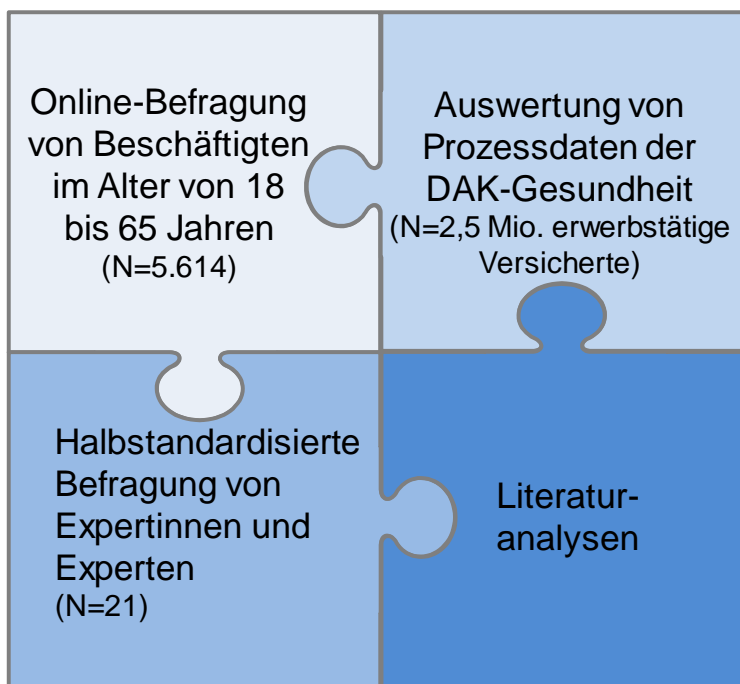 Online-Befragung
von Beschäftigten
im Alter von 18
bis 65 Jahren
(N=5.614)
Auswertung von
Prozessdaten der
DAK-Gesundheit
(N=2,5 Mio. erwerbstätige
Versicherte)
Halbstandardisierte
Befragung von
Expertinnen und
Experten
(N=21)
Literatur-
analysen